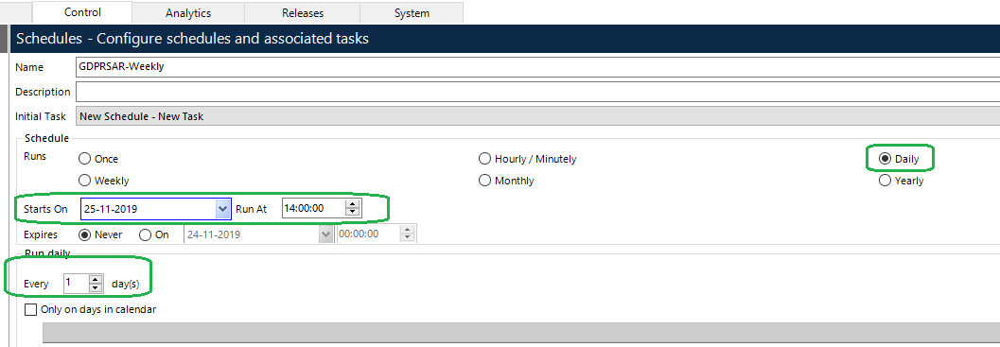 Control Analytics Releases System
Schedules - Configure schedules and associated tasks
Name GDPRSAR-Weekly
Description
Initial Task New Schedule - New Task
Schedule
Runs Once Hourly / Minutely Daily
Weekly Monthly Yearly
Starts On 25-11-2019 Run At 14:00:00
Expires Never On 24-11-2019 00:00:00
Run daily
Every 1 day(s)
Only on days in calendar